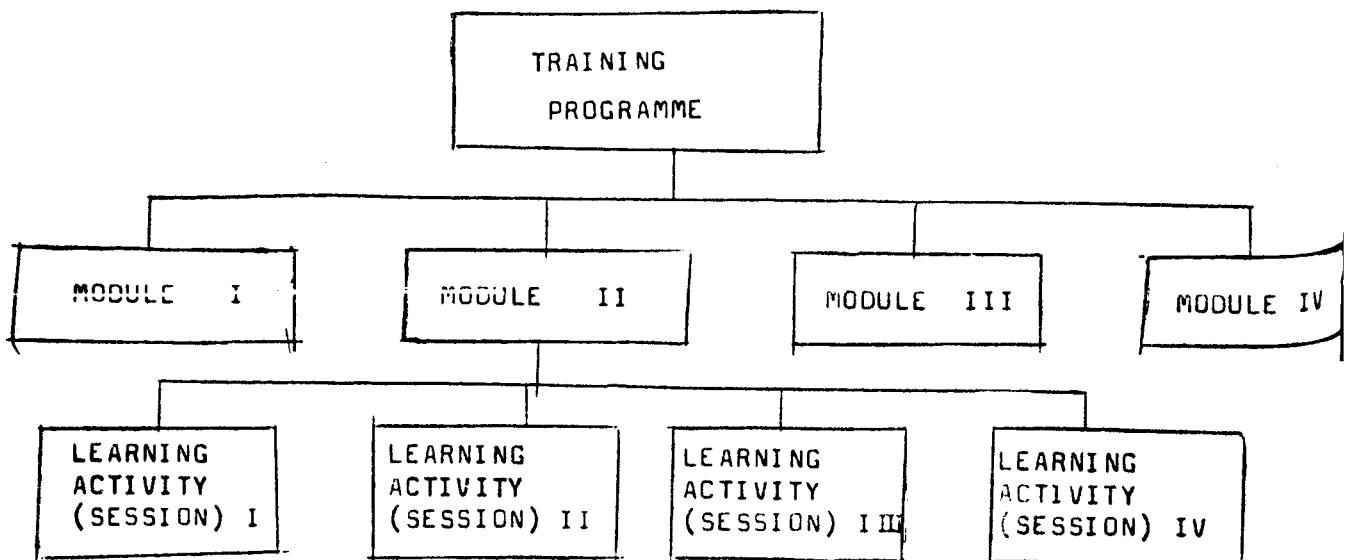 TRAINING
PROGRAMME
MODULE I
MODULE II
MODULE III
MODULE IV
LEARNING
ACTIVITY
(SESSION) I
LEARNING
ACTIVITY
(SESSION) II
LEARNING
ACTIVITY
(SESSION) III
LEARNING
ACTIVITY
(SESSION) IV